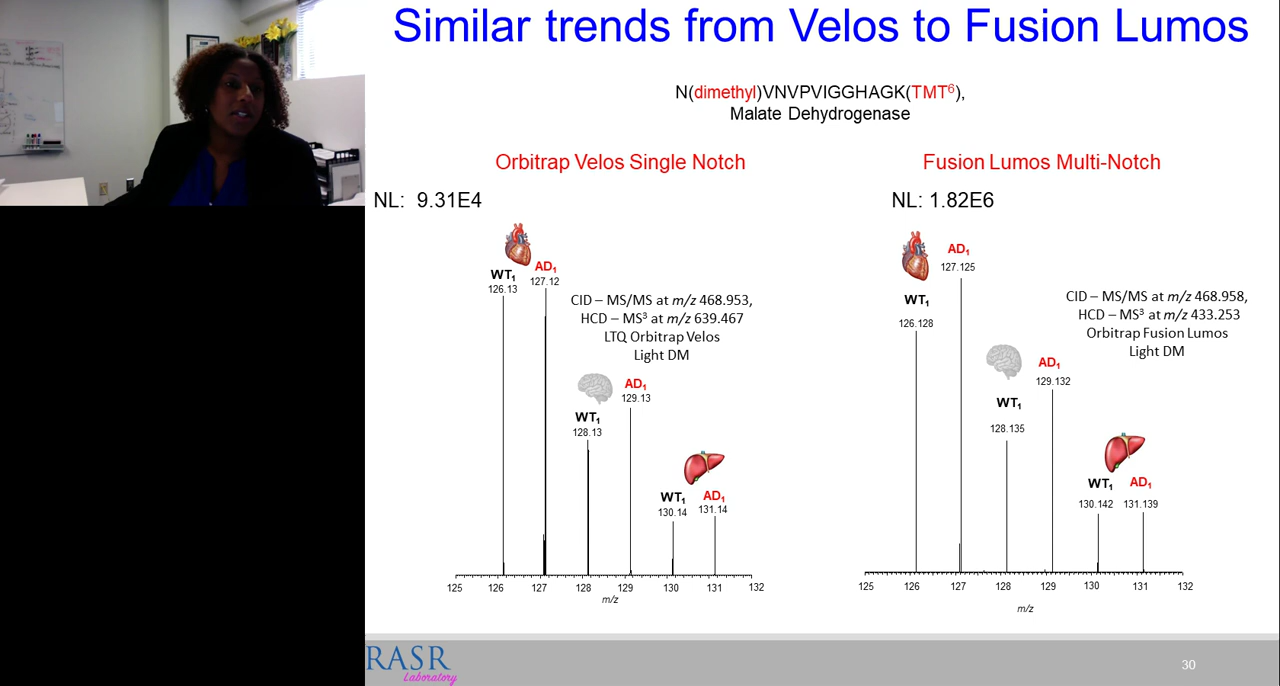 Similar trends from Velos to Fusion Lumos
N(dimethyl)VNVPVIGGHAGK(TMT⁶),
Malate Dehydrogenase
Orbitrap Velos Single Notch
NL: 9.31E4
WT₁
126.13
AD₁
127.12
CID – MS/MS at m/z 468.953,
HCD – MS³ at m/z 639.467
LTQ Orbitrap Velos
Light DM
WT₁
128.13
AD₁
129.13
WT₁
130.14
AD₁
131.14
125 126 127 128 129 130 131 132
m/z
Fusion Lumos Multi-Notch
NL: 1.82E6
WT₁
126.128
AD₁
127.125
CID – MS/MS at m/z 468.958,
HCD – MS³ at m/z 433.253
Orbitrap Fusion Lumos
Light DM
WT₁
128.135
AD₁
129.132
WT₁
130.142
AD₁
131.139
125 126 127 128 129 130 131 132
m/z
RASR
Laboratory
30